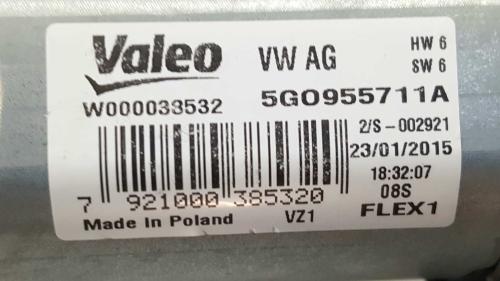 Valeo VW AG HW 6
SW 6
W000033532 5G0955711A
2/S-002921
23/01/2015
18:32:07
08S
7 921000 385320
Made in Poland VZ1 FLEX1